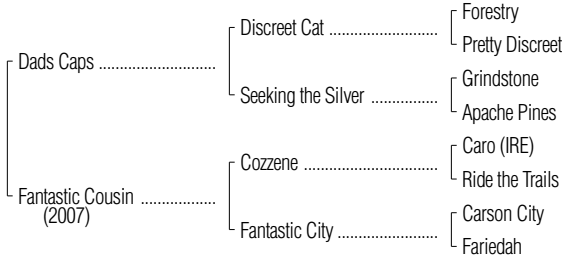 Forestry
Discreet Cat ........................
Pretty Discreet
Dads Caps ..........................
Grindstone
Seeking the Silver ...............
Apache Pines
Caro (IRE)
Cozzene ..............................
Ride the Trails
Fantastic Cousin .................
(2007)
Carson City
Fantastic City ......................
Fariedah